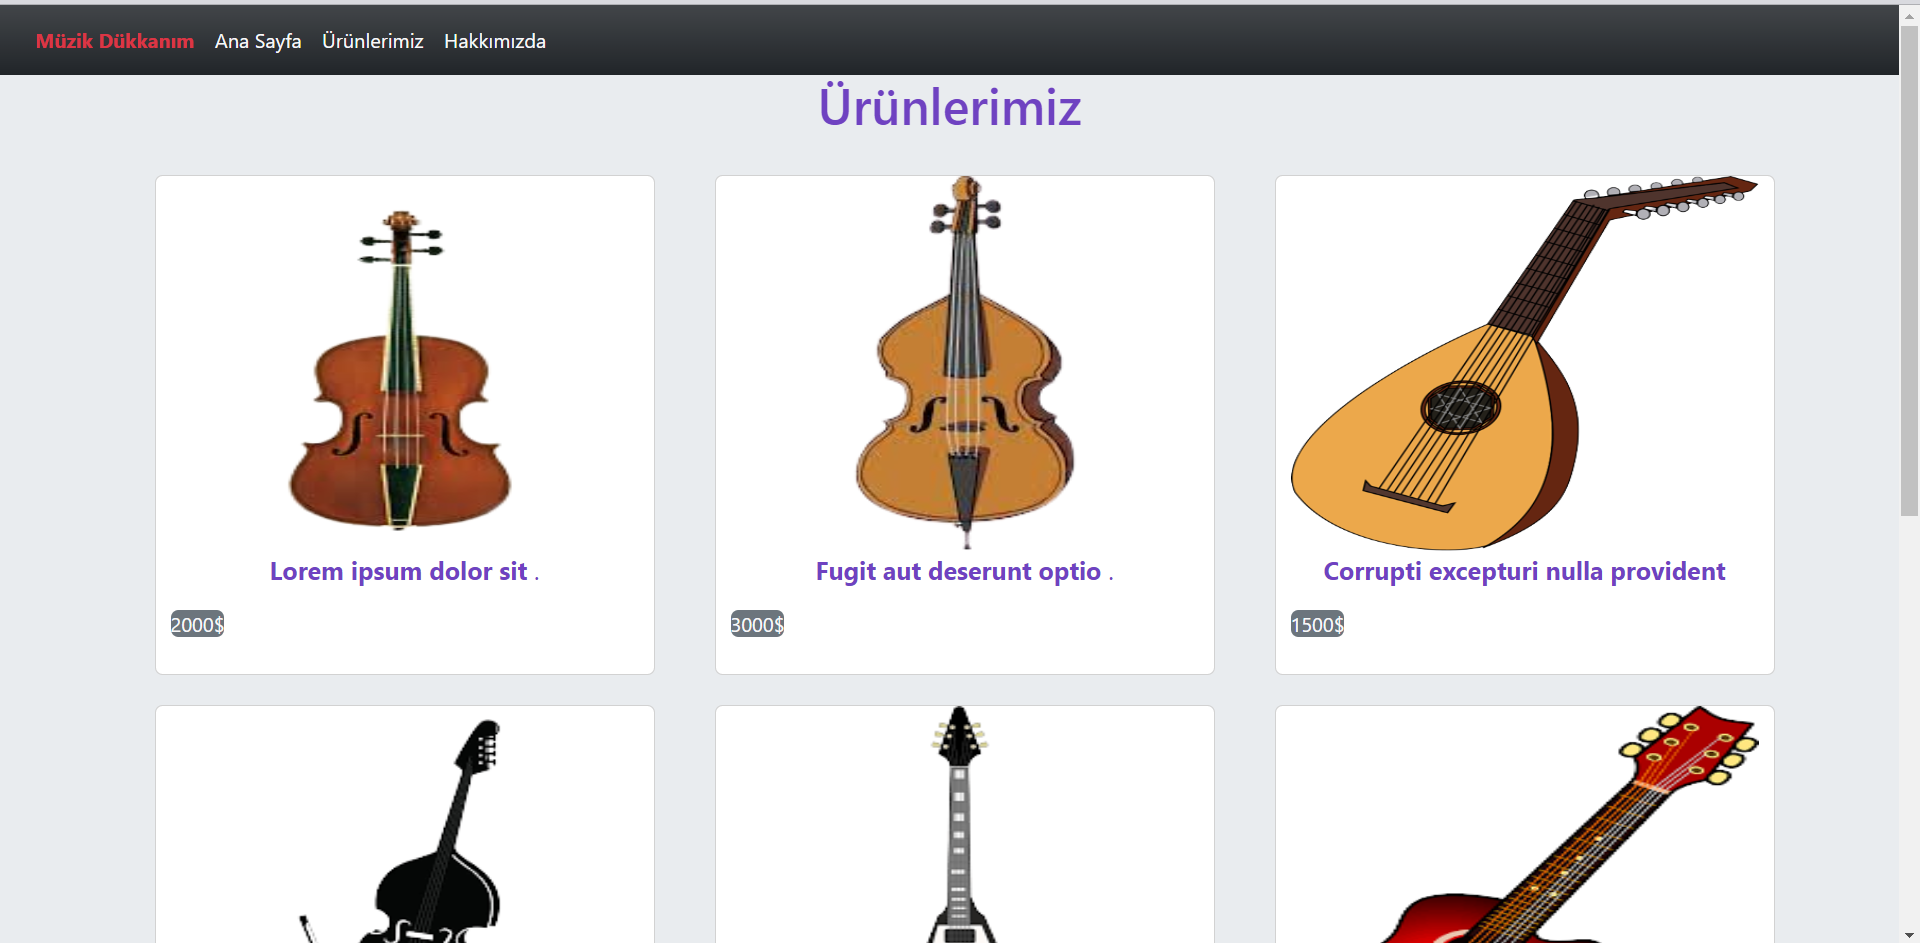 Müzik Dükkanım Ana Sayfa Ürünlerimiz Hakkımızda
Ürünlerimiz
Lorem ipsum dolor sit .
2000$
Fugit aut deserunt optio .
3000$
Corrupti excepturi nulla provident
1500$